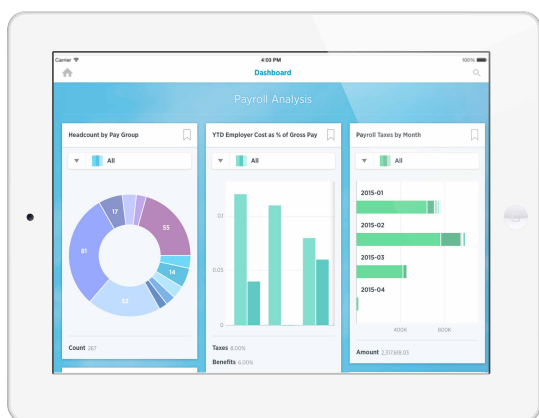 Carrier
4:03 PM
100%
Dashboard
Payroll Analysis
Headcount by Pay Group
All
17
55
81
14
52
Count 267
YTD Employer Cost as % of Gross Pay
All
0.1
0.05
0
Taxes 8.00%
Benefits 6.00%
Payroll Taxes by Month
All
2015-01
2015-02
2015-03
2015-04
400K
800K
Amount 2,317,618.03